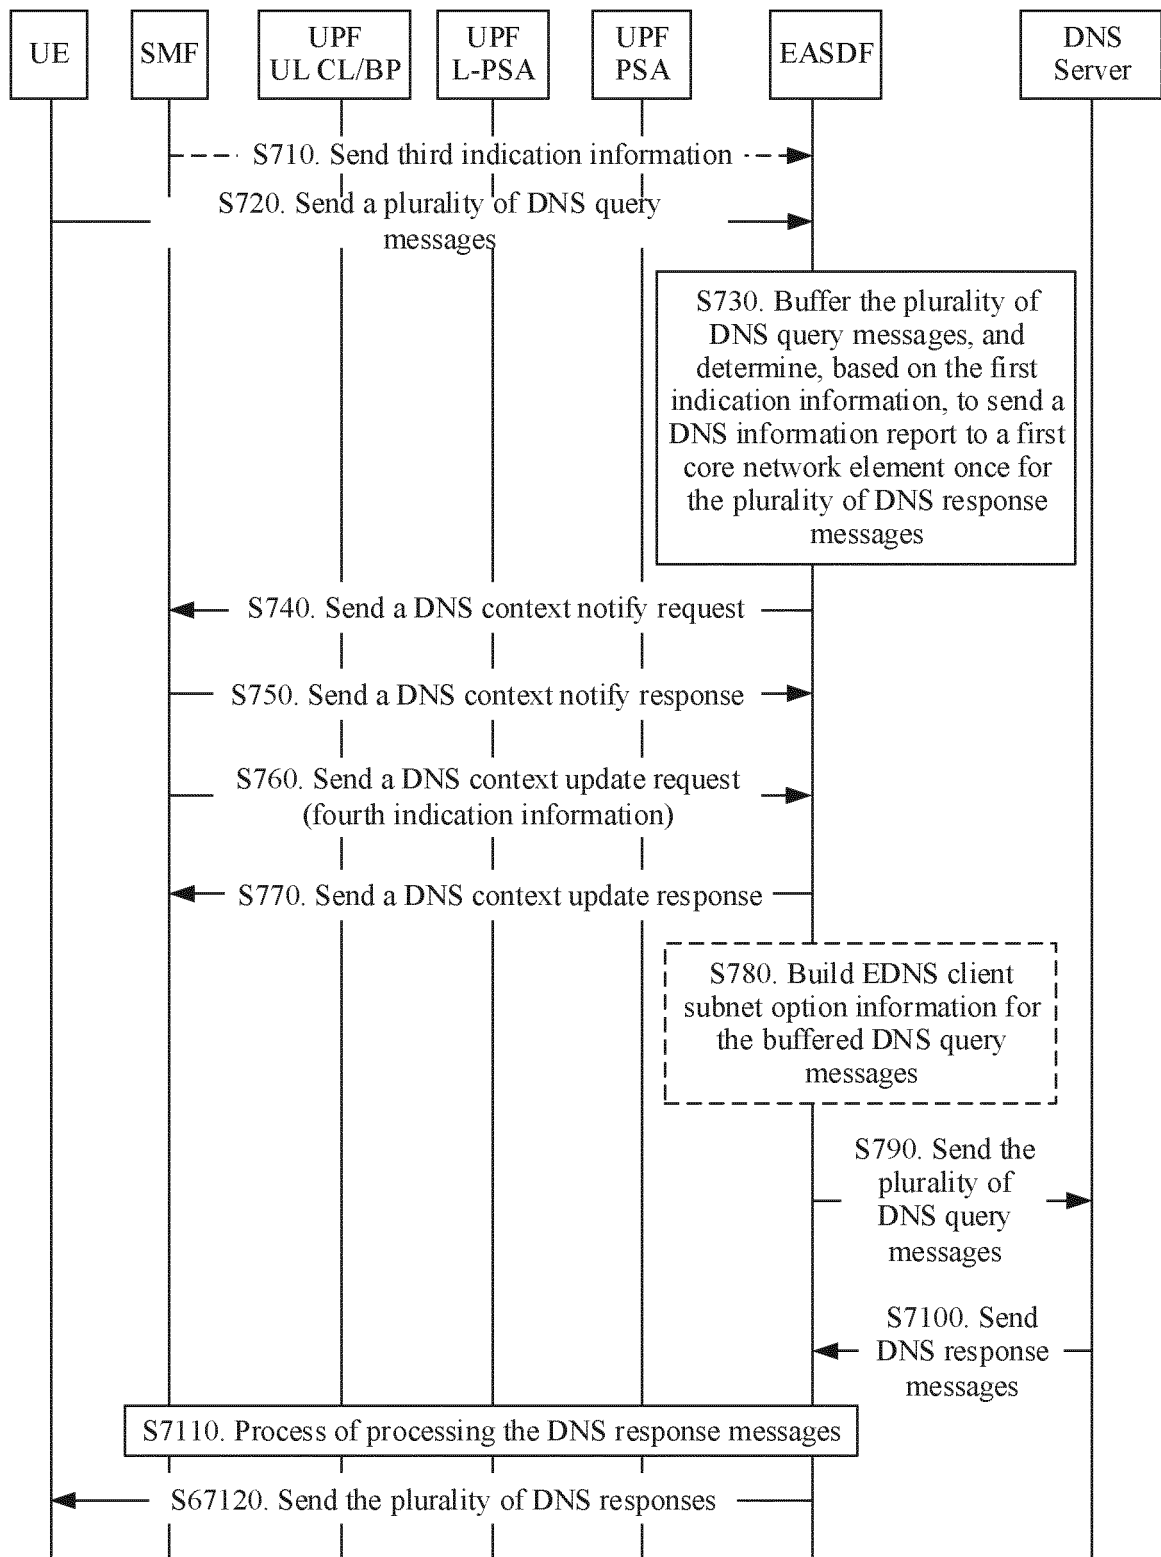 UE
SMF
UPF
UL CL/BP
UPF
L-PSA
UPF
PSA
EASDF
DNS
Server
S710. Send third indication information
S720. Send a plurality of DNS query
messages
S730. Buffer the plurality of
DNS query messages, and
determine, based on the first
indication information, to send a
DNS information report to a first
core network element once for
the plurality of DNS response
messages
S740. Send a DNS context notify request
S750. Send a DNS context notify response
S760. Send a DNS context update request
(fourth indication information)
S770. Send a DNS context update response
S780. Build EDNS client
subnet option information for
the buffered DNS query
messages
S790. Send the
plurality of
DNS query
messages
S7100. Send
DNS response
messages
S7110. Process of processing the DNS response messages
S67120. Send the plurality of DNS responses